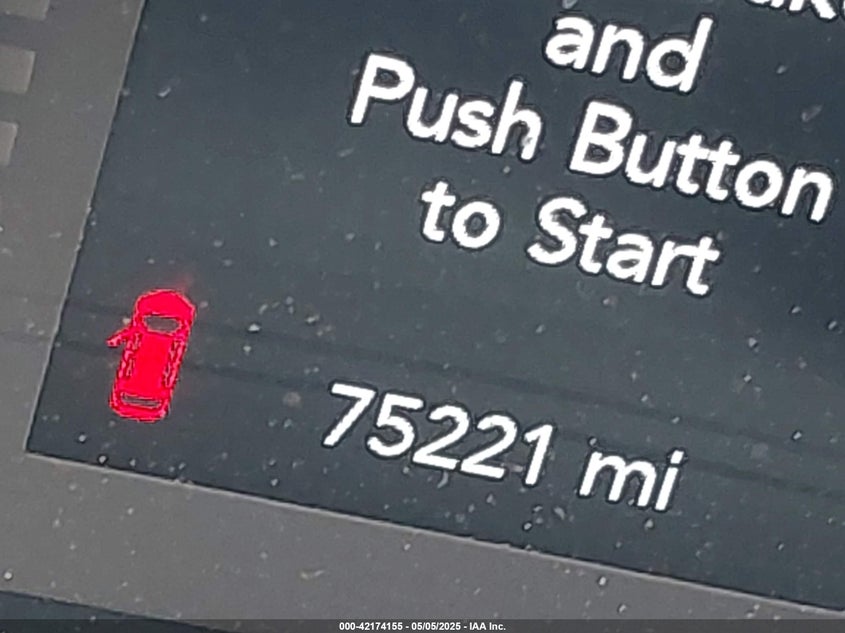 and
Push Button
to Start
75221 mi
000-42174155 - 05/05/2025 - IAA Inc.